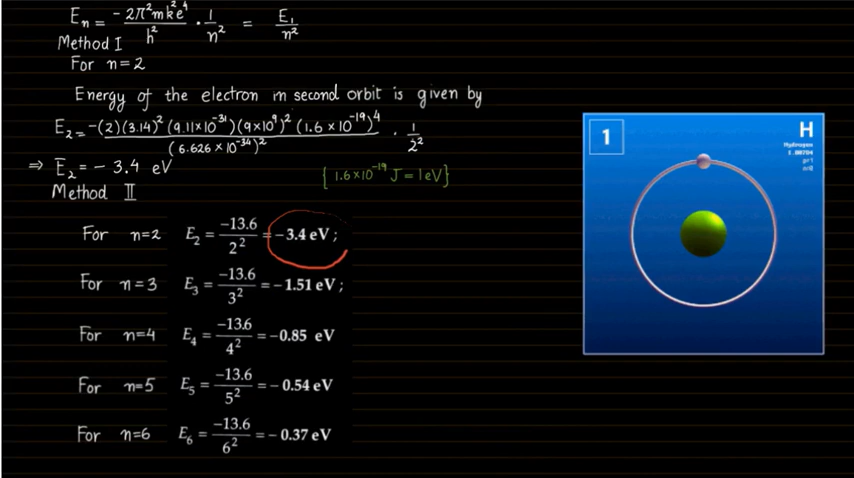 Eₙ = -2π²mk²e⁴/h² · 1/n² = E₁/n²
Method I
For n=2
Energy of the electron in second orbit is given by
E₂ = -(2)(3.14)²(9.11×10⁻³¹)(9×10⁹)²(1.6×10⁻¹⁹)⁴/(6.626×10⁻³⁴)² · 1/2²
⇒ E₂ = -3.4 eV
{1.6×10⁻¹⁹ J = 1eV}
Method II
For n=2 E₂ = -13.6/2² = -3.4 eV ;
For n=3 E₃ = -13.6/3² = -1.51 eV ;
For n=4 E₄ = -13.6/4² = -0.85 eV
For n=5 E₅ = -13.6/5² = -0.54 eV
For n=6 E₆ = -13.6/6² = -0.37 eV
1
H
Hydrogen